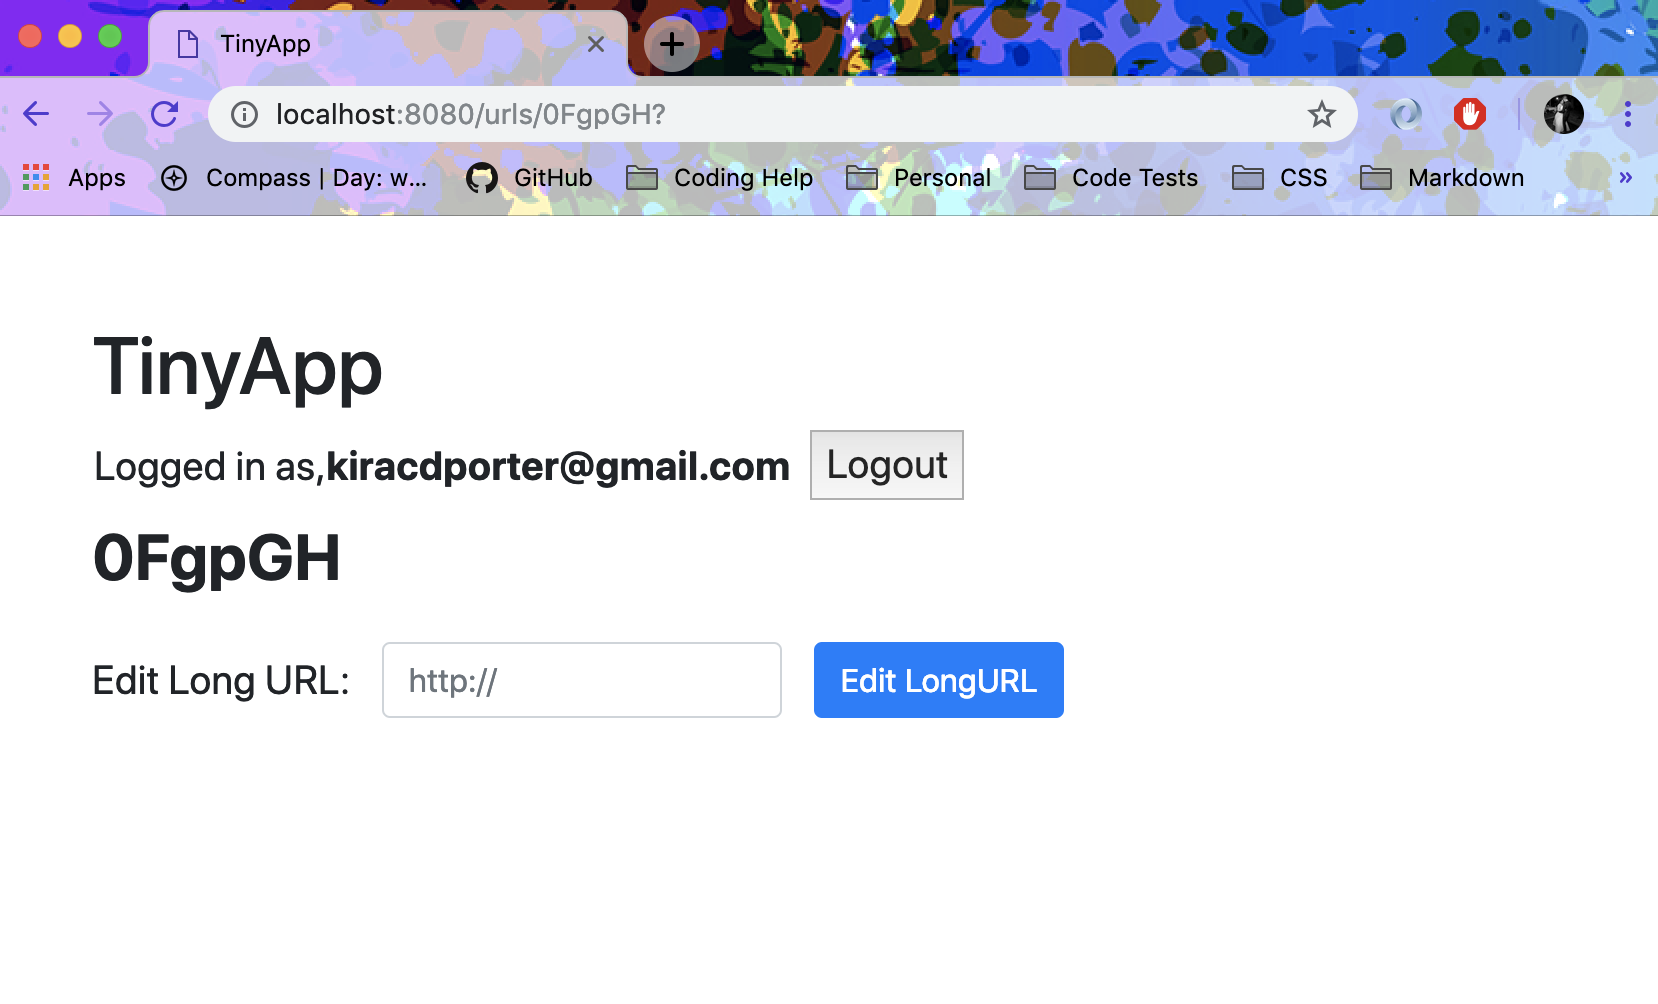 TinyApp
localhost:8080/urls/0FgpGH?
Apps Compass | Day: w... GitHub Coding Help Personal Code Tests CSS Markdown »
TinyApp
Logged in as,kiracdporter@gmail.com Logout
0FgpGH
Edit Long URL: http:// Edit LongURL